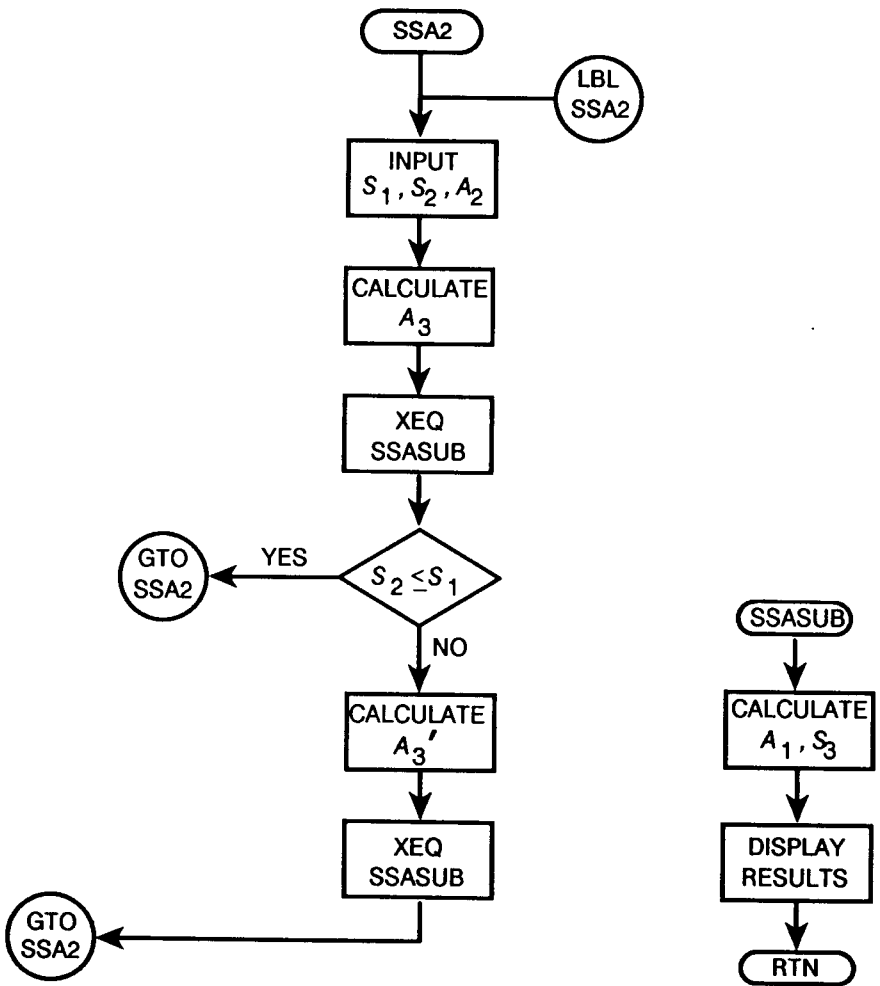 SSA2
LBL
SSA2
INPUT
S₁, S₂, A₂
CALCULATE
A₃
XEQ
SSASUB
GTO
SSA2
YES
S₂ ≤ S₁
NO
CALCULATE
A₃′
XEQ
SSASUB
GTO
SSA2
SSASUB
CALCULATE
A₁, S₃
DISPLAY
RESULTS
RTN